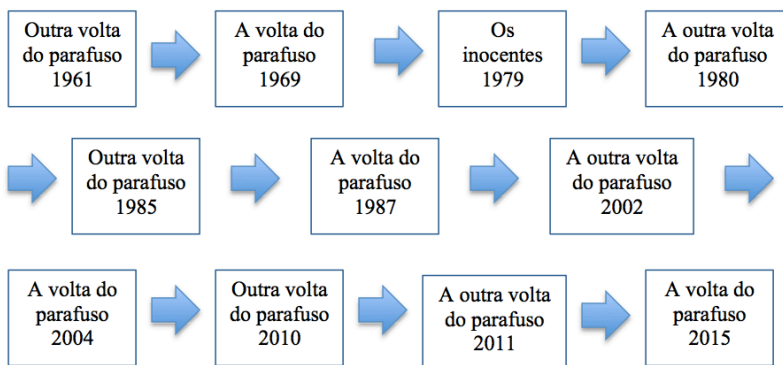 Outra volta
do parafuso
1961
A volta do
parafuso
1969
Os
inocentes
1979
A outra volta
do parafuso
1980
Outra volta
do parafuso
1985
A volta do
parafuso
1987
A outra volta
do parafuso
2002
A volta do
parafuso
2004
Outra volta
do parafuso
2010
A outra volta
do parafuso
2011
A volta do
parafuso
2015